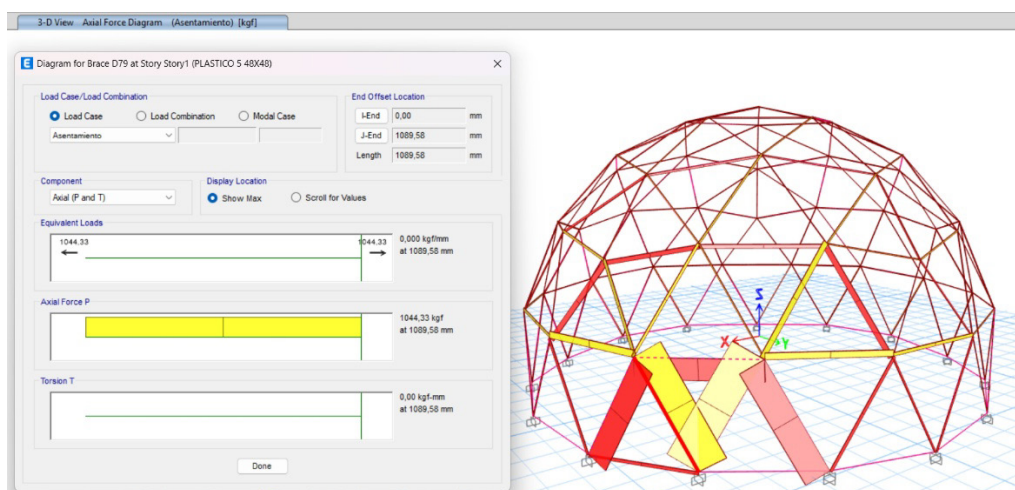 3-D View Axial Force Diagram (Asentamiento) [kgf]
E Diagram for Brace D79 at Story Story1 (PLASTICO 5 48X48)
Load Case/Load Combination
Load Case Load Combination Modal Case
Asentamiento
End Offset Location
I-End 0,00 mm
J-End 1089,58 mm
Length 1089,58 mm
Component
Axial (P and T)
Display Location
Show Max Scroll for Values
Equivalent Loads
1044,33 1044,33
0,000 kgf/mm
at 1089,58 mm
Axial Force P
1044,33 kgf
at 1089,58 mm
Torsion T
0,00 kgf-mm
at 1089,58 mm
Done
Z
X Y